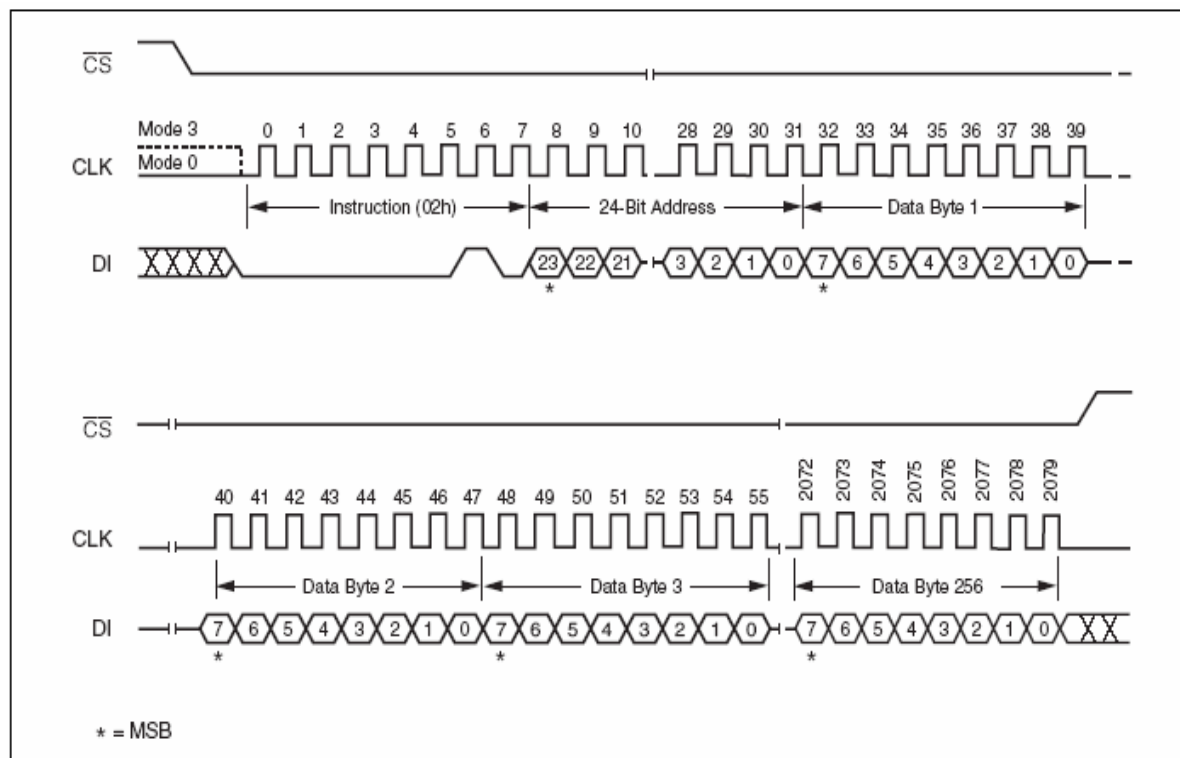 CS
Mode 3
0 1 2 3 4 5 6 7 8 9 10 28 29 30 31 32 33 34 35 36 37 38 39
Mode 0
CLK
Instruction (02h) 24-Bit Address Data Byte 1
DI 23 22 21 3 2 1 0 7 6 5 4 3 2 1 0
* *
CS
40 41 42 43 44 45 46 47 48 49 50 51 52 53 54 55 2072 2073 2074 2075 2076 2077 2078 2079
CLK
Data Byte 2 Data Byte 3 Data Byte 256
DI 7 6 5 4 3 2 1 0 7 6 5 4 3 2 1 0 7 6 5 4 3 2 1 0
* * *
* = MSB